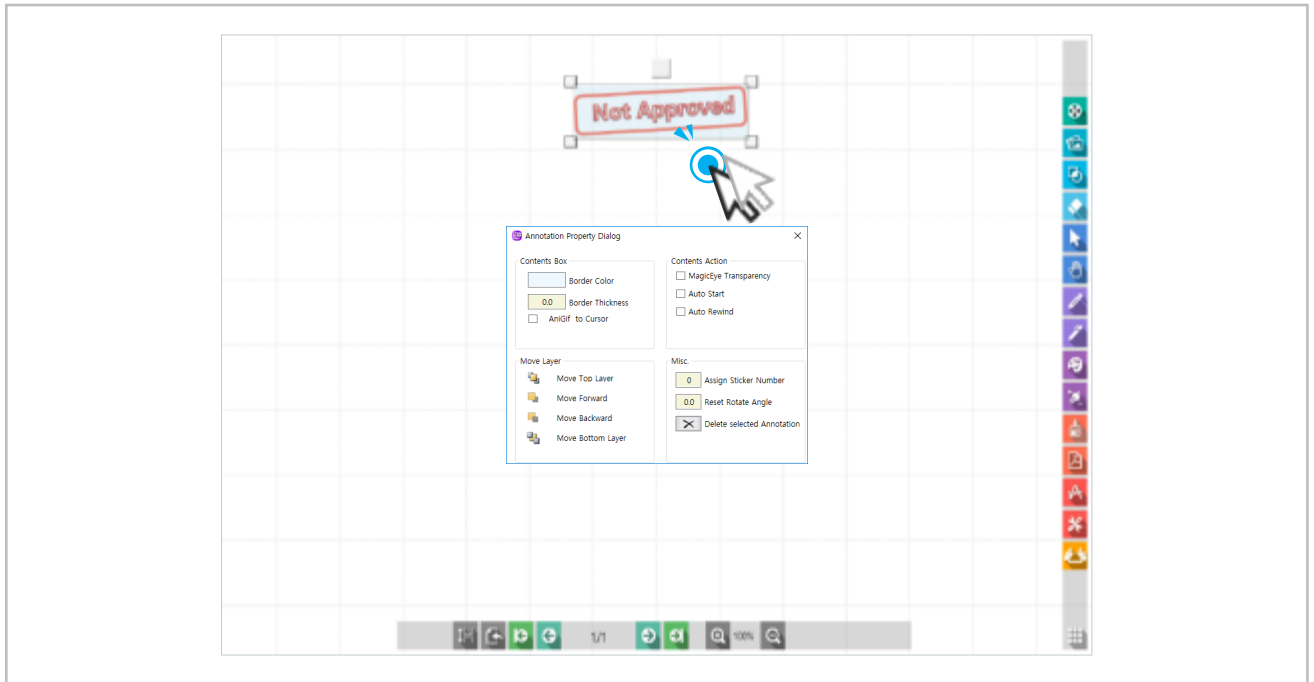 Not Approved
Annotation Property Dialog
Contents Box
Border Color
0.0 Border Thickness
AniGif to Cursor
Contents Action
MagicEye Transparency
Auto Start
Auto Rewind
Move Layer
Move Top Layer
Move Forward
Move Backward
Move Bottom Layer
Misc.
0 Assign Sticker Number
0.0 Reset Rotate Angle
Delete selected Annotation
1/1
100%